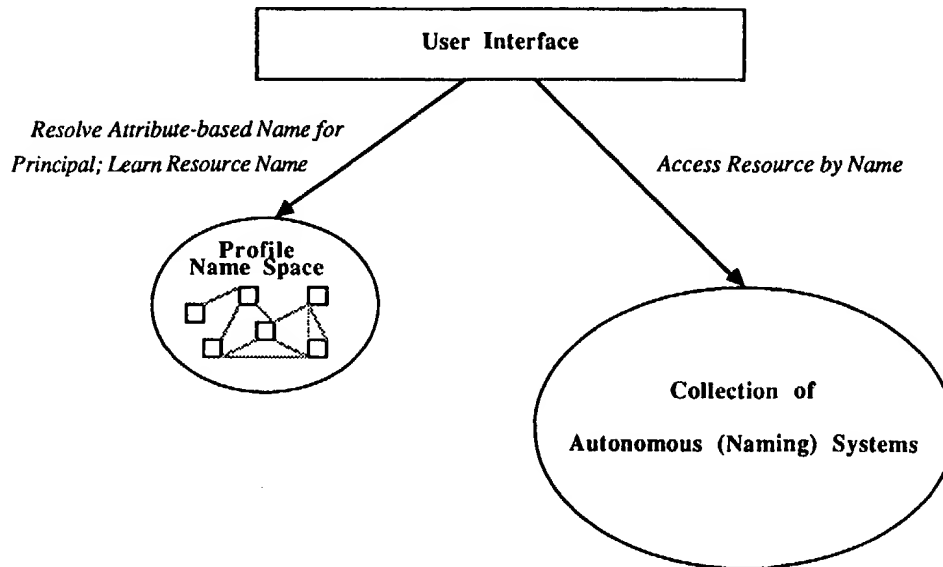 User Interface
Resolve Attribute-based Name for
Principal; Learn Resource Name
Access Resource by Name
Profile
Name Space
Collection of
Autonomous (Naming) Systems